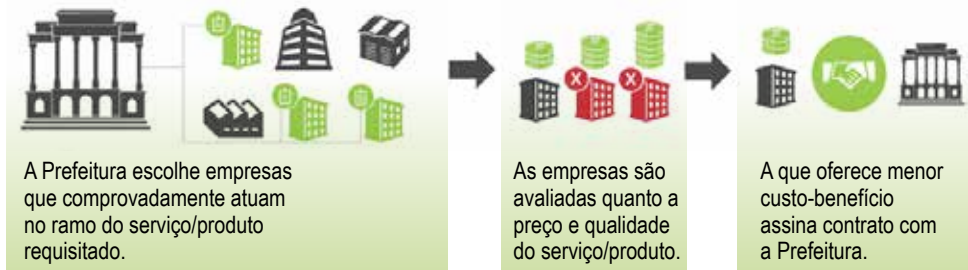 A Prefeitura escolhe empresas
que comprovadamente atuam
no ramo do serviço/produto
requisitado.
As empresas são
avaliadas quanto a
preço e qualidade
do serviço/produto.
A que oferece menor
custo-benefício
assina contrato com
a Prefeitura.